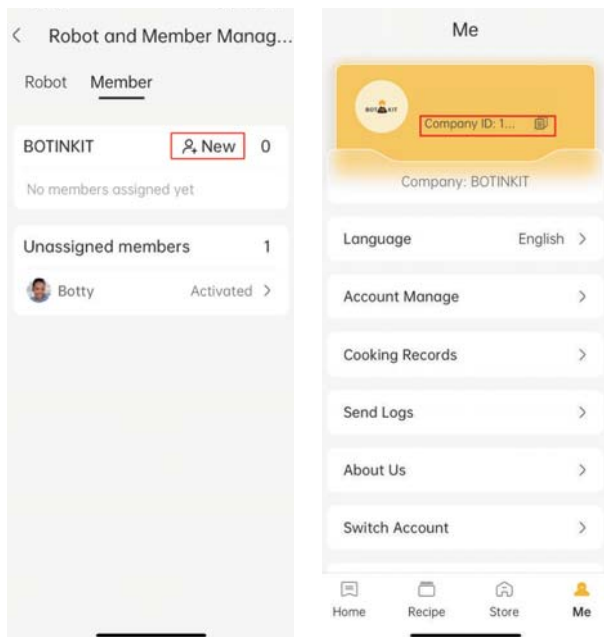 Robot and Member Manag...
Robot Member
BOTINKIT New 0
No members assigned yet
Unassigned members 1
Botty Activated
Me
BOT KIT
Company ID: 1...
Company: BOTINKIT
Language English
Account Manage
Cooking Records
Send Logs
About Us
Switch Account
Home Recipe Store Me